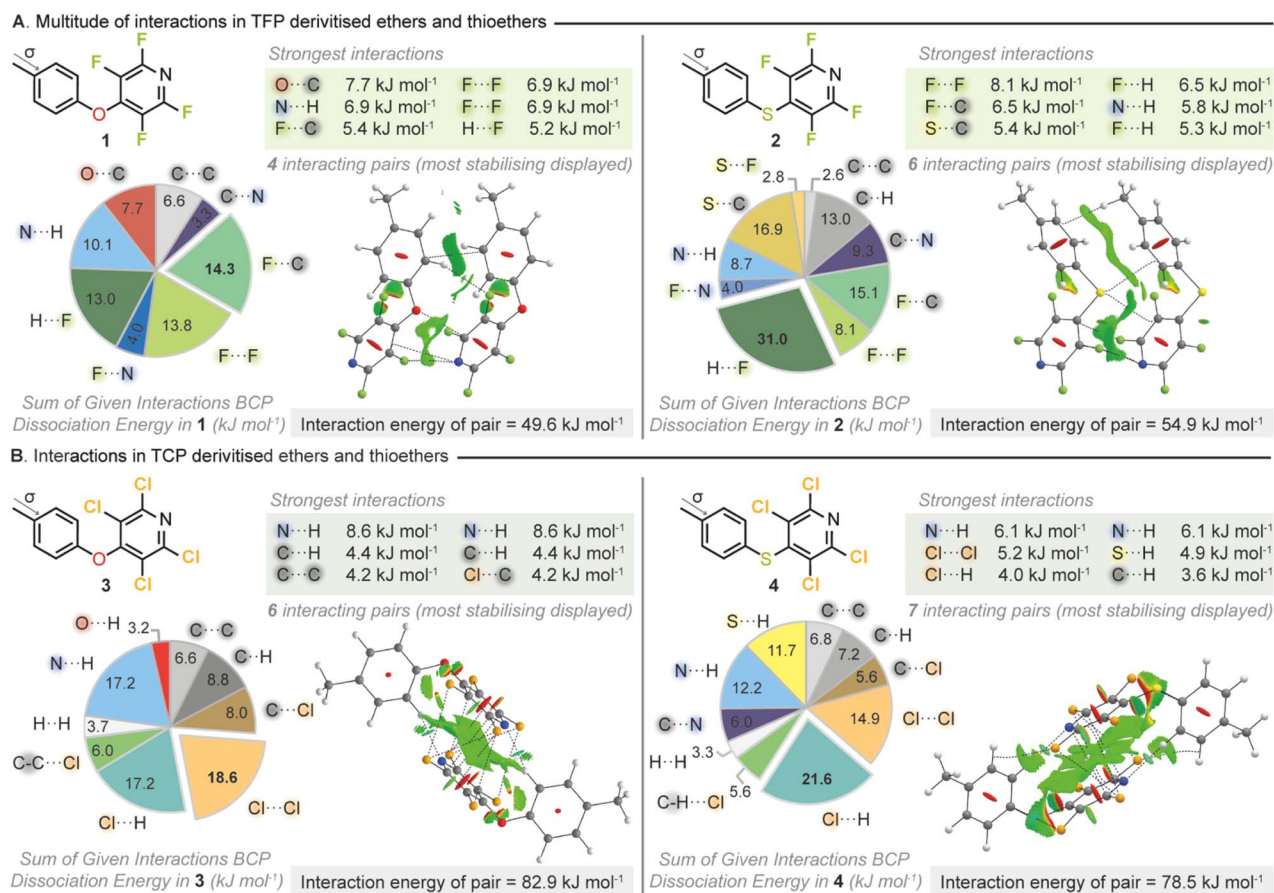 A. Multitude of interactions in TFP derivitised ethers and thioethers
σ
F
F
N
O
F
F
1
Strongest interactions
O···C 7.7 kJ mol-1 F···F 6.9 kJ mol-1
N···H 6.9 kJ mol-1 F···F 6.9 kJ mol-1
F···C 5.4 kJ mol-1 H···F 5.2 kJ mol-1
4 interacting pairs (most stabilising displayed)
O···C
C···C
C···N
7.7
6.6
3.3
N···H
10.1
14.3
F···C
13.0
13.8
H···F
4.0
F···F
F···N
Sum of Given Interactions BCP
Dissociation Energy in 1 (kJ mol-1)
Interaction energy of pair = 49.6 kJ mol-1
σ
F
F
N
S
F
F
2
Strongest interactions
F···F 8.1 kJ mol-1 F···H 6.5 kJ mol-1
F···C 6.5 kJ mol-1 N···H 5.8 kJ mol-1
S···C 5.4 kJ mol-1 F···H 5.3 kJ mol-1
6 interacting pairs (most stabilising displayed)
S···F
2.8
2.6
C···C
S···C
C···H
16.9
13.0
C···N
N···H
8.7
9.3
F···N
4.0
15.1
F···C
31.0
8.1
H···F
F···F
Sum of Given Interactions BCP
Dissociation Energy in 2 (kJ mol-1)
Interaction energy of pair = 54.9 kJ mol-1
B. Interactions in TCP derivitised ethers and thioethers
σ
Cl
Cl
N
O
Cl
Cl
3
Strongest interactions
N···H 8.6 kJ mol-1 N···H 8.6 kJ mol-1
C···H 4.4 kJ mol-1 C···H 4.4 kJ mol-1
C···C 4.2 kJ mol-1 Cl···C 4.2 kJ mol-1
6 interacting pairs (most stabilising displayed)
O···H
3.2
C···C
C···H
N···H
17.2
6.6
8.8
C···Cl
H···H
3.7
8.0
6.0
C-C···Cl
17.2
18.6
Cl···Cl
Cl···H
Sum of Given Interactions BCP
Dissociation Energy in 3 (kJ mol-1)
Interaction energy of pair = 82.9 kJ mol-1
σ
Cl
Cl
N
S
Cl
Cl
4
Strongest interactions
N···H 6.1 kJ mol-1 N···H 6.1 kJ mol-1
Cl···Cl 5.2 kJ mol-1 S···H 4.9 kJ mol-1
Cl···H 4.0 kJ mol-1 C···H 3.6 kJ mol-1
7 interacting pairs (most stabilising displayed)
S···H
C···C
C···H
11.7
6.8
7.2
C···Cl
N···H
12.2
5.6
C···N
6.0
14.9
Cl···Cl
H···H
3.3
C-H···Cl
5.6
21.6
Cl···H
Sum of Given Interactions BCP
Dissociation Energy in 4 (kJ mol-1)
Interaction energy of pair = 78.5 kJ mol-1